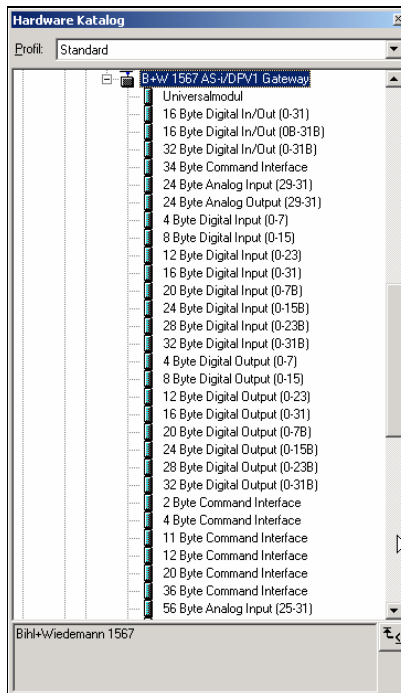 Hardware Katalog
Profil: Standard
B+W 1567 AS-i/DPV1 Gateway
Universalmodul
16 Byte Digital In/Out (0-31)
16 Byte Digital In/Out (0B-31B)
32 Byte Digital In/Out (0-31B)
34 Byte Command Interface
24 Byte Analog Input (29-31)
24 Byte Analog Output (29-31)
4 Byte Digital Input (0-7)
8 Byte Digital Input (0-15)
12 Byte Digital Input (0-23)
16 Byte Digital Input (0-31)
20 Byte Digital Input (0-7B)
24 Byte Digital Input (0-15B)
28 Byte Digital Input (0-23B)
32 Byte Digital Input (0-31B)
4 Byte Digital Output (0-7)
8 Byte Digital Output (0-15)
12 Byte Digital Output (0-23)
16 Byte Digital Output (0-31)
20 Byte Digital Output (0-7B)
24 Byte Digital Output (0-15B)
28 Byte Digital Output (0-23B)
32 Byte Digital Output (0-31B)
2 Byte Command Interface
4 Byte Command Interface
11 Byte Command Interface
12 Byte Command Interface
20 Byte Command Interface
36 Byte Command Interface
56 Byte Analog Input (25-31)
Bihl+Wiedemann 1567